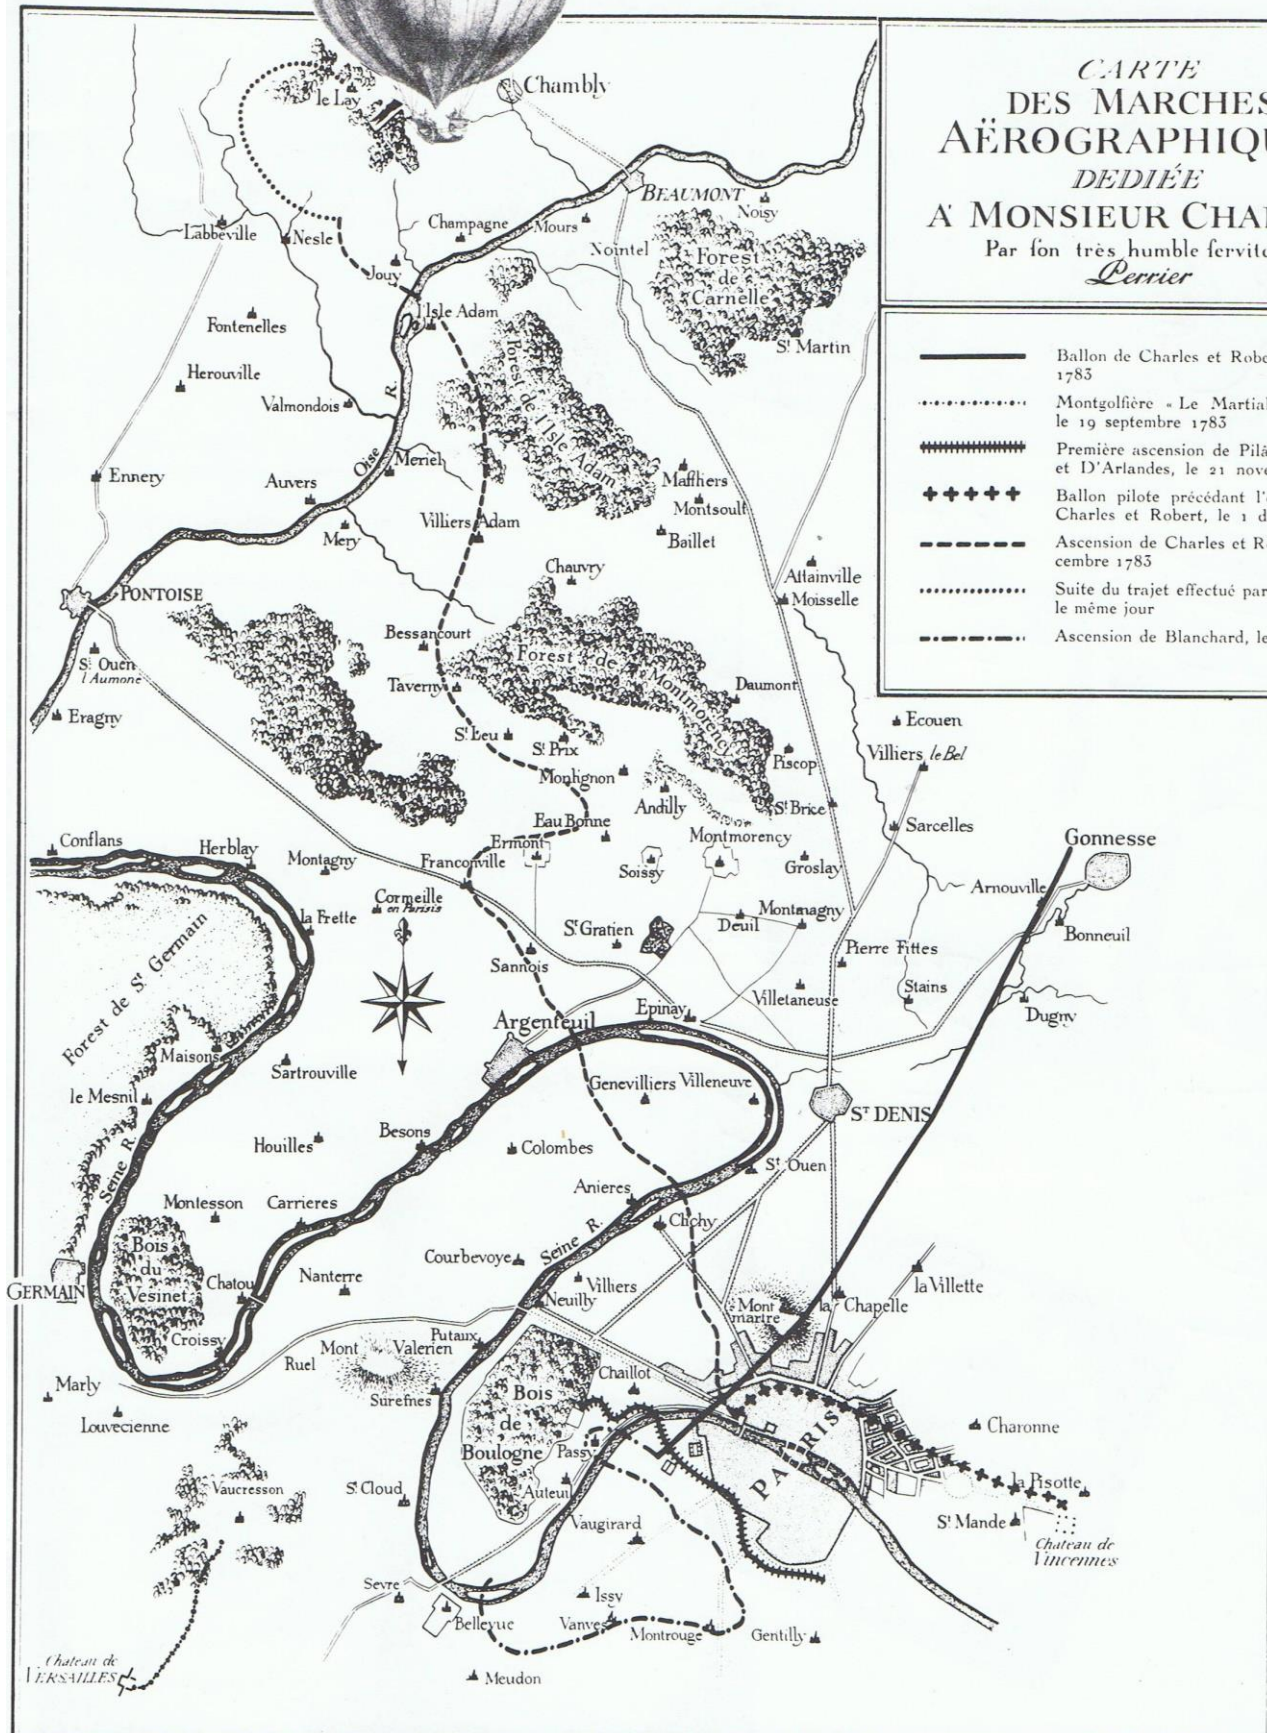 CARTE
DES MARCHES
AËROGRAPHIQU
DEDIÉE
A MONSIEUR CHA
Par son très humble servite
Perrier
Ballon de Charles et Robe
1783
Montgolfière « Le Martial
le 19 septembre 1783
Première ascension de Pilâ
et D'Arlandes, le 21 nove
Ballon pilote précédant l'
Charles et Robert, le 1 d
Ascension de Charles et R
cembre 1783
Suite du trajet effectué par
le même jour
Ascension de Blanchard, le
le Lay
Chambly
BEAUMONT
Noisy
Labbeville
Nesle
Champagne
Mours
Nointel
Forest
de
Carnelle
Jouy
l'Isle Adam
Fontenelles
St Martin
Herouville
Valmondois
Forest de l'Isle Adam
Oise R.
Ennery
Auvers
Meriel
Maffliers
Montsoult
Mery
Villiers Adam
Baillet
PONTOISE
Chauvry
Attainville
Moisselle
St Ouen
l'Aumone
Bessancourt
Forest de Montmorency
Taverny
Daumont
Eragny
St Leu
St Prix
Ecouen
Villiers le Bel
Piscop
Monlignon
Andilly
St Brice
Eau Bonne
Sarcelles
Conflans
Herblay
Montagny
Franconville
Ermont
Soissy
Montmorency
Groslay
Gonnesse
Arnouville
Cormeille
en Parisis
la Frette
St Gratien
Deuil
Montmagny
Bonneuil
Forest de St Germain
Sannois
Pierre Fittes
Villetaneuse
Stains
Dugny
Maisons
Argenteuil
Epinay
Sartrouville
le Mesnil
Genevilliers
Villeneuve
ST DENIS
Seine R.
Houilles
Besons
Colombes
St Ouen
Montesson
Carrieres
Anieres
Clichy
Bois
du
Vesinet
Courbevoye
Seine R.
GERMAIN
Chatou
Nanterre
Villiers
Neuilly
la Villette
Mont
martre
la Chapelle
Croissy
Ruel
Mont Valerien
Putaux
Marly
Suresnes
Chaillot
Louvecienne
Bois
de
Boulogne
Passy
PARIS
Charonne
Vaucresson
St Cloud
Auteuil
la Pisotte
Vaugirard
St Mande
Chateau de
Vincennes
Sevre
Issy
Bellevue
Vanves
Montrouge
Gentilly
Chateau de
VERSAILLES
Meudon